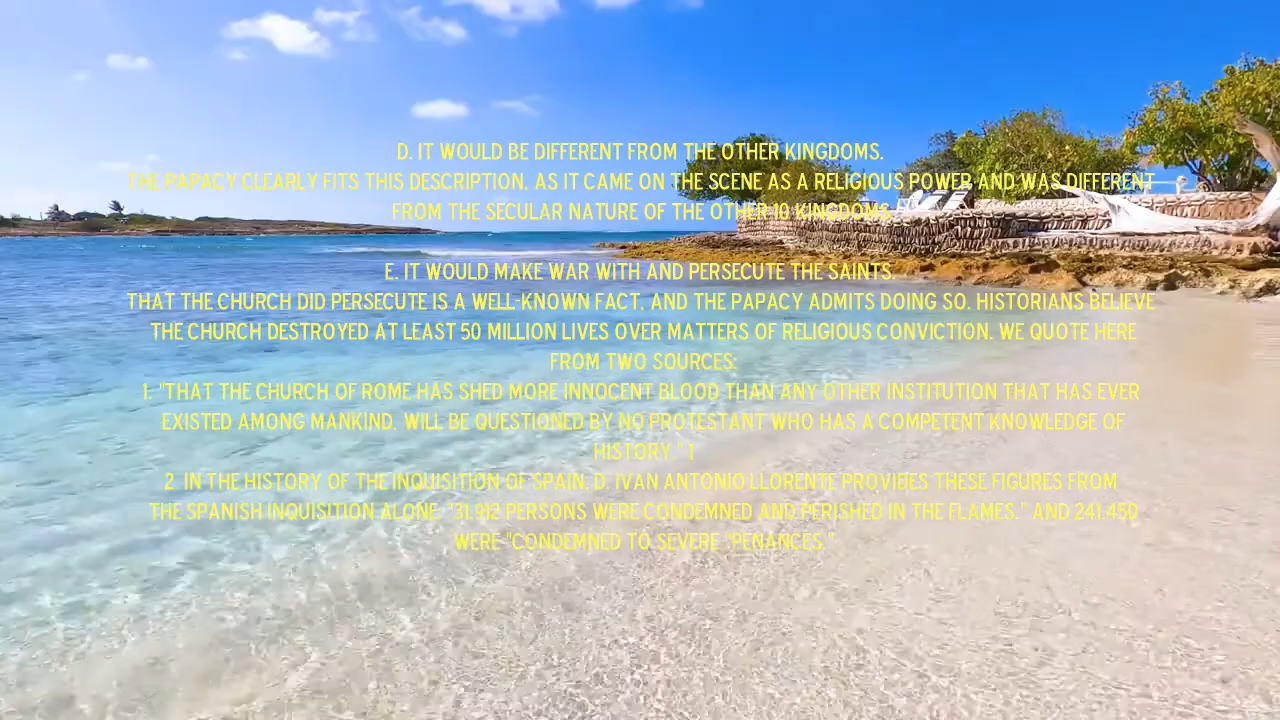 D. IT WOULD BE DIFFERENT FROM THE OTHER KINGDOMS.
THE PAPACY CLEARLY FITS THIS DESCRIPTION, AS IT CAME ON THE SCENE AS A RELIGIOUS POWER AND WAS DIFFERENT
FROM THE SECULAR NATURE OF THE OTHER 10 KINGDOMS.
E. IT WOULD MAKE WAR WITH AND PERSECUTE THE SAINTS.
THAT THE CHURCH DID PERSECUTE IS A WELL-KNOWN FACT, AND THE PAPACY ADMITS DOING SO. HISTORIANS BELIEVE
THE CHURCH DESTROYED AT LEAST 50 MILLION LIVES OVER MATTERS OF RELIGIOUS CONVICTION. WE QUOTE HERE
FROM TWO SOURCES:
1. "THAT THE CHURCH OF ROME HAS SHED MORE INNOCENT BLOOD THAN ANY OTHER INSTITUTION THAT HAS EVER
EXISTED AMONG MANKIND, WILL BE QUESTIONED BY NO PROTESTANT WHO HAS A COMPETENT KNOWLEDGE OF
HISTORY." 1
2. IN THE HISTORY OF THE INQUISITION OF SPAIN, D. IVAN ANTONIO LLORENTE PROVIDES THESE FIGURES FROM
THE SPANISH INQUISITION ALONE: "31,912 PERSONS WERE CONDEMNED AND PERISHED IN THE FLAMES," AND 241,450
WERE "CONDEMNED TO SEVERE "PENANCES."